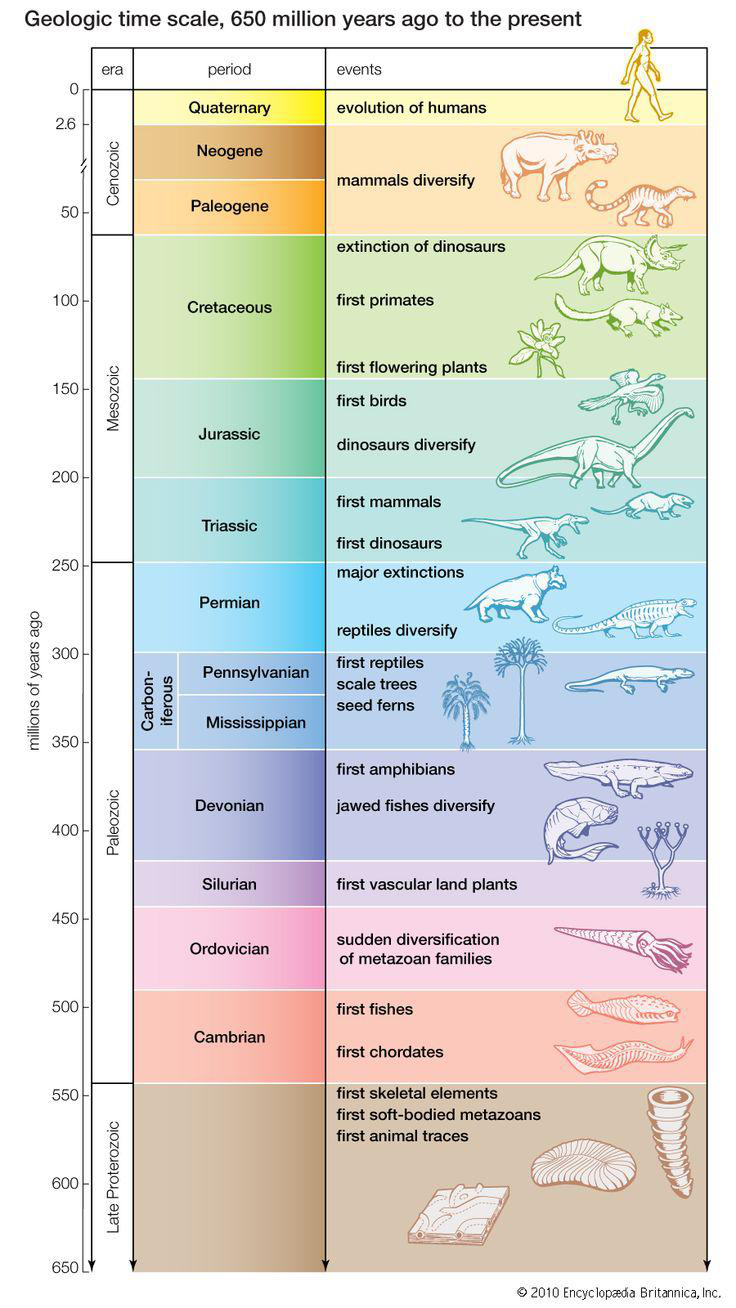 Geologic time scale, 650 million years ago to the present
era
period
events
0
Quaternary
evolution of humans
2.6
Cenozoic
Neogene
mammals diversify
Paleogene
50
extinction of dinosaurs
100
Cretaceous
first primates
first flowering plants
Mesozoic
150
first birds
Jurassic
dinosaurs diversify
200
first mammals
Triassic
first dinosaurs
250
major extinctions
Permian
reptiles diversify
millions of years ago
300
Carbon-
iferous
Pennsylvanian
first reptiles
scale trees
seed ferns
Mississippian
350
Paleozoic
first amphibians
Devonian
jawed fishes diversify
400
Silurian
first vascular land plants
450
Ordovician
sudden diversification
of metazoan families
500
first fishes
Cambrian
first chordates
550
Late Proterozoic
first skeletal elements
first soft-bodied metazoans
first animal traces
600
650
© 2010 Encyclopædia Britannica, Inc.